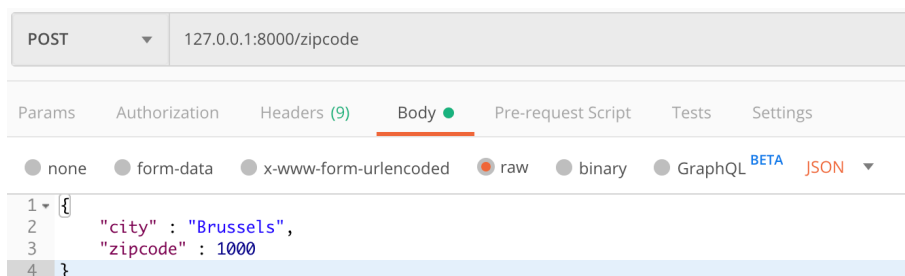 POST 127.0.0.1:8000/zipcode
Params Authorization Headers (9) Body Pre-request Script Tests Settings
none form-data x-www-form-urlencoded raw binary GraphQL BETA JSON
1 {
2 "city" : "Brussels",
3 "zipcode" : 1000
4 }